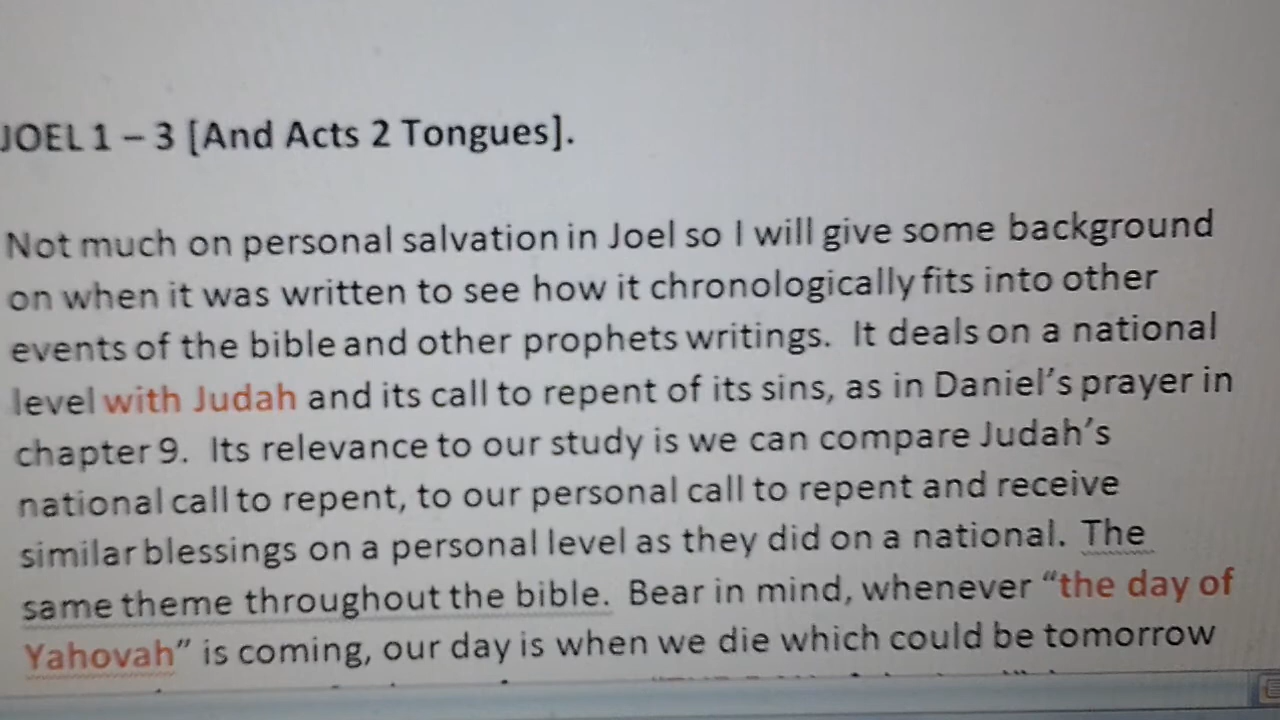 JOEL 1 – 3 [And Acts 2 Tongues].
Not much on personal salvation in Joel so I will give some background
on when it was written to see how it chronologically fits into other
events of the bible and other prophets writings.  It deals on a national
level with Judah and its call to repent of its sins, as in Daniel’s prayer in
chapter 9.  Its relevance to our study is we can compare Judah’s
national call to repent, to our personal call to repent and receive
similar blessings on a personal level as they did on a national. The
same theme throughout the bible.  Bear in mind, whenever “the day of
Yahovah” is coming, our day is when we die which could be tomorrow